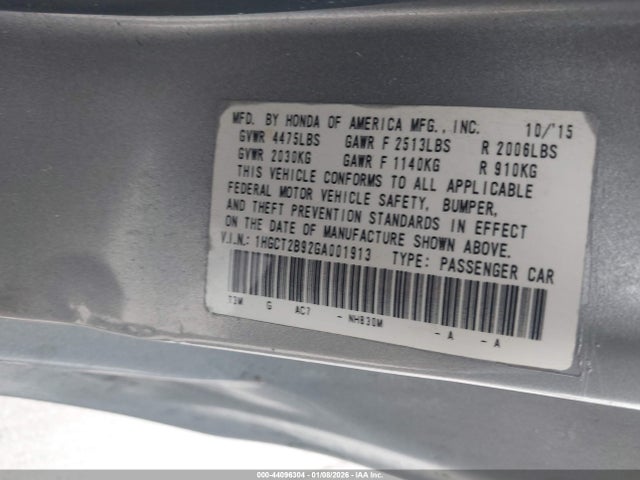 MFD. BY HONDA OF AMERICA MFG., INC. 10/'15
GVWR 4475LBS GAWR F 2513LBS R 2006LBS
GVWR 2030KG GAWR F 1140KG R 910KG
THIS VEHICLE CONFORMS TO ALL APPLICABLE
FEDERAL MOTOR VEHICLE SAFETY, BUMPER,
AND THEFT PREVENTION STANDARDS IN EFFECT
ON THE DATE OF MANUFACTURE SHOWN ABOVE.
V.I.N.: 1HGCT2B92GA001913 TYPE: PASSENGER CAR
T3M G AC7 - NH830M - A - A
000-44096304 - 01/08/2026 - IAATX304